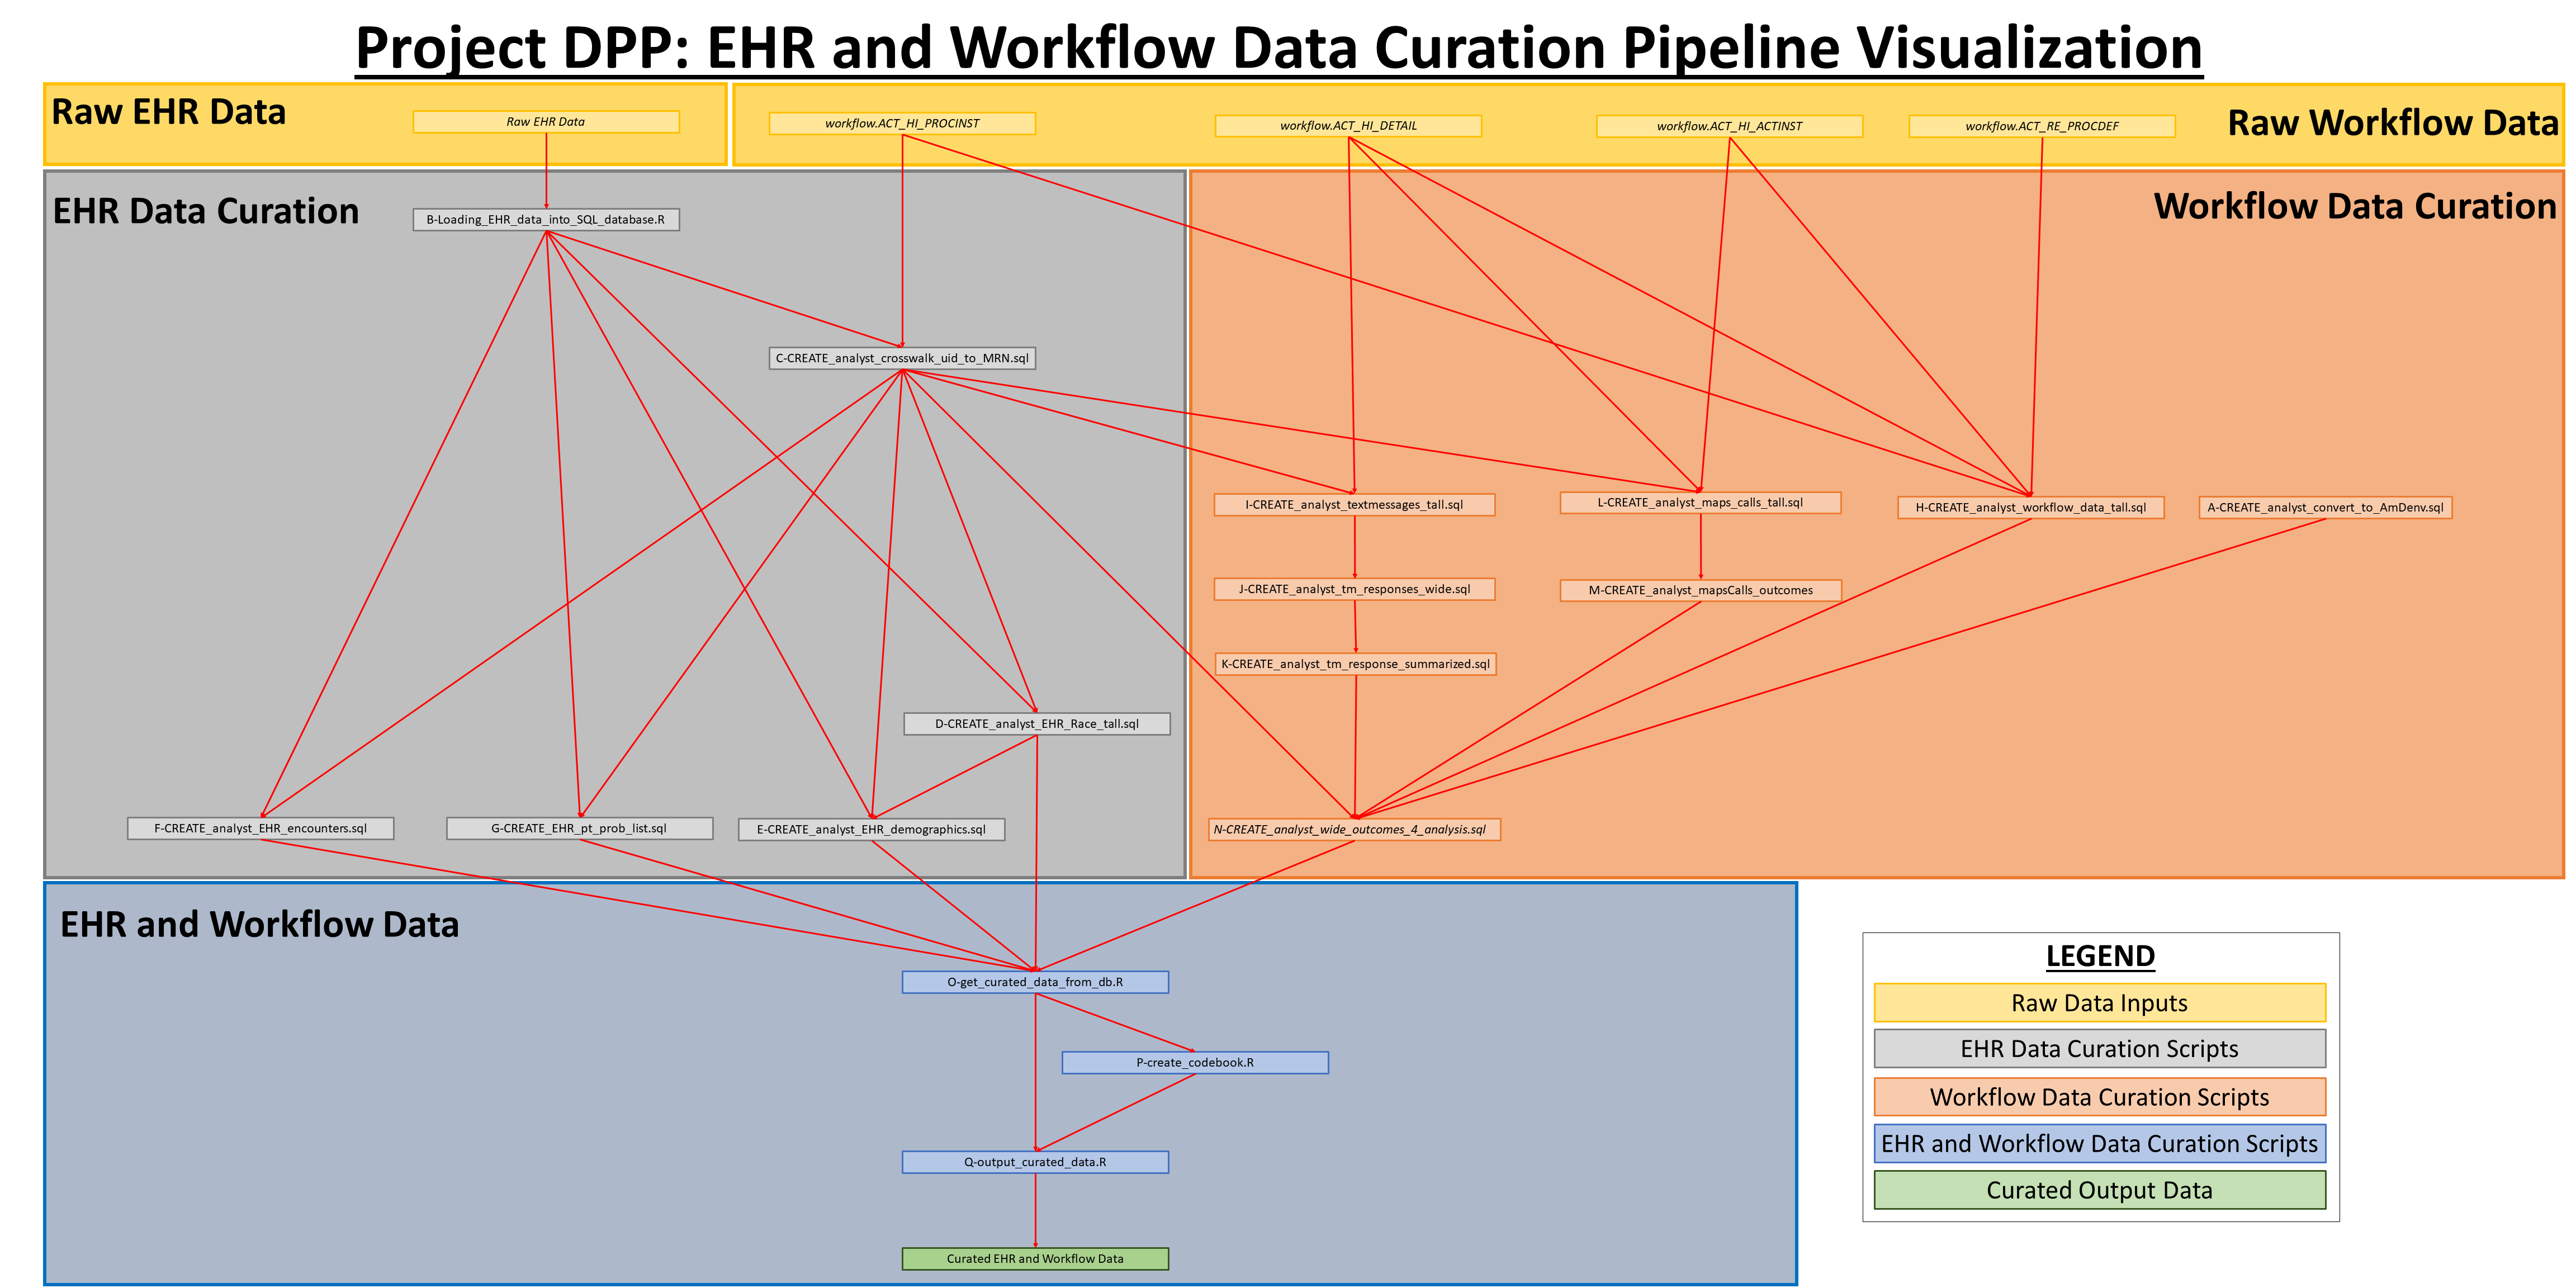 Project DPP: EHR and Workflow Data Curation Pipeline Visualization
Raw EHR Data
Raw EHR Data
workflow.ACT_HI_PROCINST
workflow.ACT_HI_DETAIL
workflow.ACT_HI_ACTINST
workflow.ACT_RE_PROCDEF
Raw Workflow Data
EHR Data Curation
B-Loading_EHR_data_into_SQL_database.R
Workflow Data Curation
C-CREATE_analyst_crosswalk_uid_to_MRN.sql
I-CREATE_analyst_textmessages_tall.sql
L-CREATE_analyst_maps_calls_tall.sql
H-CREATE_analyst_workflow_data_tall.sql
A-CREATE_analyst_convert_to_AmDenv.sql
J-CREATE_analyst_tm_responses_wide.sql
M-CREATE_analyst_mapsCalls_outcomes
K-CREATE_analyst_tm_response_summarized.sql
D-CREATE_analyst_EHR_Race_tall.sql
F-CREATE_analyst_EHR_encounters.sql
G-CREATE_EHR_pt_prob_list.sql
E-CREATE_analyst_EHR_demographics.sql
N-CREATE_analyst_wide_outcomes_4_analysis.sql
EHR and Workflow Data
O-get_curated_data_from_db.R
P-create_codebook.R
Q-output_curated_data.R
Curated EHR and Workflow Data
LEGEND
Raw Data Inputs
EHR Data Curation Scripts
Workflow Data Curation Scripts
EHR and Workflow Data Curation Scripts
Curated Output Data